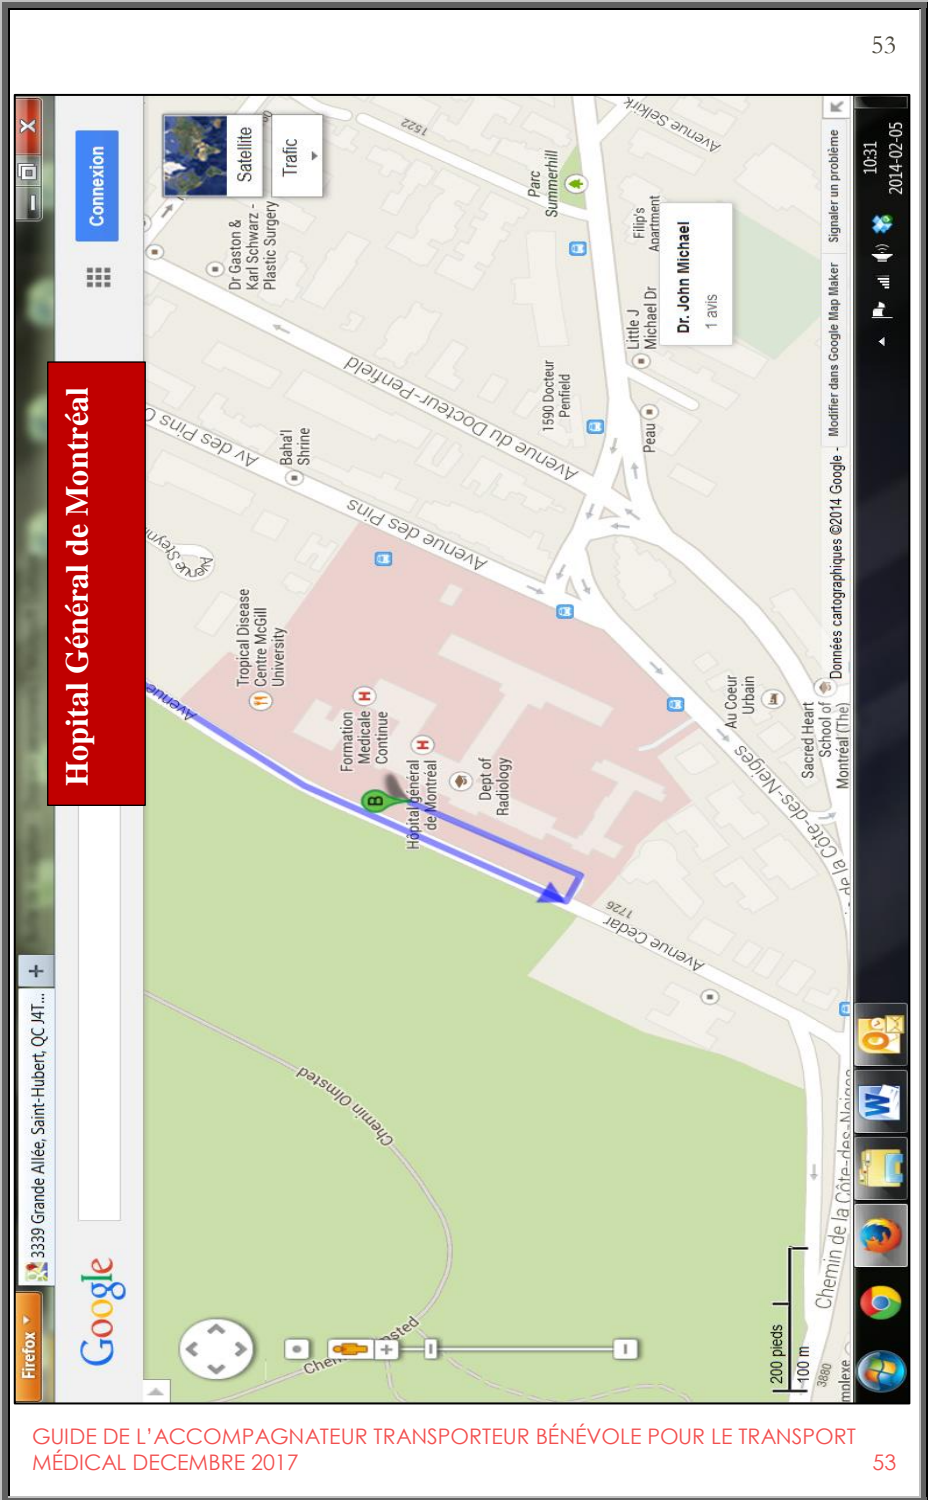 53
Firefox
3339 Grande Allée, Saint-Hubert, QC J4T...
+
X
Google
Connexion
Hopital Général de Montréal
Satellite
Trafic
1522
Avenue Selkirk
Parc
Summerhill
Dr Gaston &
Karl Schwarz -
Plastic Surgery
Filip's
Apartment
Dr. John Michael
1 avis
Little J
Michael Dr
Avenue du Docteur-Penfield
1590 Docteur
Penfield
Peau
Av des Pins O
Baha'I
Shrine
Avenue des Pins
Tropical Disease
Centre McGill
University
Avenue
Formation
Medicale
Continue
H
H
B
Hôpital général
de Montréal
Dept of
Radiology
Au Coeur
Urbain
Sacred Heart
School of
Montréal (The)
1726
Avenue Cedar
Chemin Olmsted
Chemin de la Côte-des-Neiges
3880
200 pieds
100 m
Données cartographiques ©2014 Google -
Modifier dans Google Map Maker
Signaler un problème
10:31
2014-02-05
GUIDE DE L'ACCOMPAGNATEUR TRANSPORTEUR BÉNÉVOLE POUR LE TRANSPORT
MÉDICAL DECEMBRE 2017
53